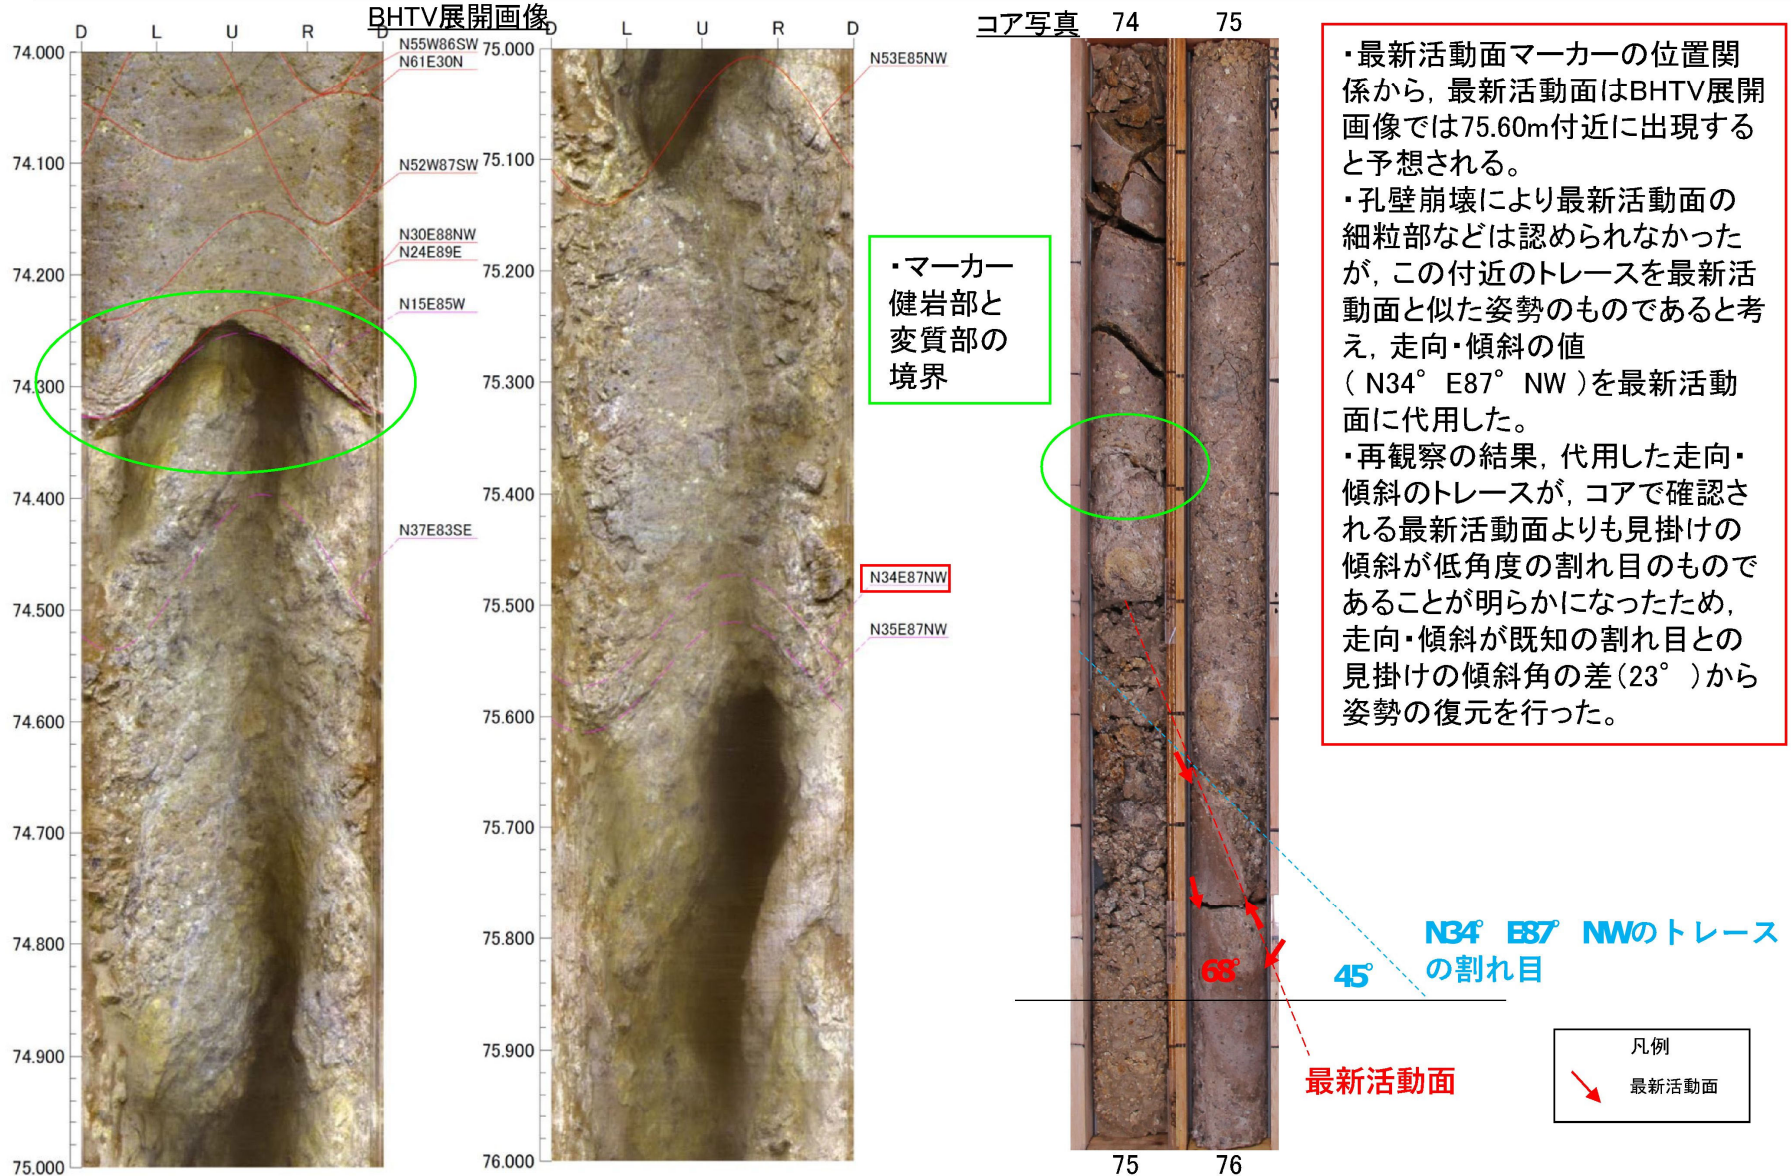 BHTV展開画像
D L U R D
74.000
74.100
74.200
74.300
74.400
74.500
74.600
74.700
74.800
74.900
75.000
N55W86SW
N61E30N
N52W87SW
N30E88NW
N24E89E
N15E85W
N37E83SE
D L U R D
75.000
75.100
75.200
75.300
75.400
75.500
75.600
75.700
75.800
75.900
76.000
N53E85NW
N34E87NW
N35E87NW
・マーカー
健岩部と
変質部の
境界
コア写真 74 75
75 76
68°
45°
N34° E87° NWのトレース
の割れ目
最新活動面
・最新活動面マーカーの位置関
係から, 最新活動面はBHTV展開
画像では75.60m付近に出現する
と予想される。
・孔壁崩壊により最新活動面の
細粒部などは認められなかった
が, この付近のトレースを最新活
動面と似た姿勢のものであると考
え, 走向・傾斜の値
( N34° E87° NW )を最新活動
面に代用した。
・再観察の結果, 代用した走向・
傾斜のトレースが, コアで確認さ
れる最新活動面よりも見掛けの
傾斜が低角度の割れ目のもので
あることが明らかになったため,
走向・傾斜が既知の割れ目との
見掛けの傾斜角の差(23° )から
姿勢の復元を行った。
凡例
最新活動面